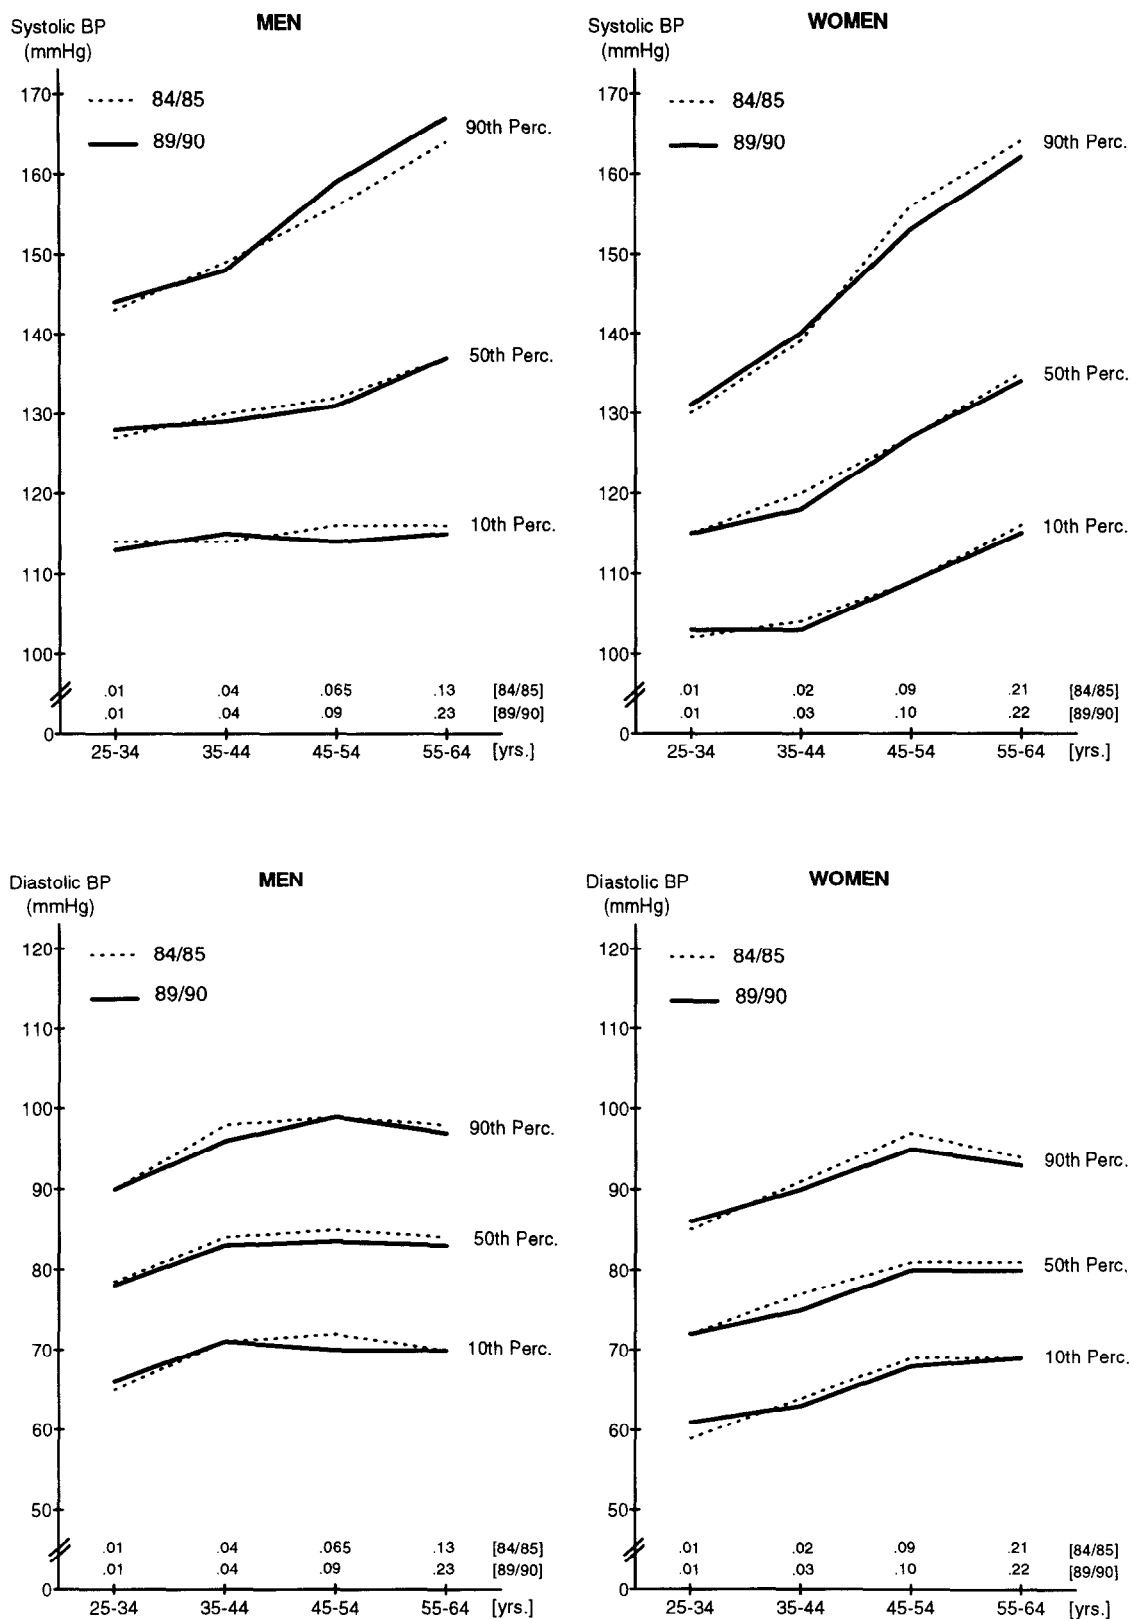 Systolic BP
(mmHg)
MEN
84/85
89/90
170
160
150
140
130
120
110
100
0
90th Perc.
50th Perc.
10th Perc.
.01 .04 .065 .13 [84/85]
.01 .04 .09 .23 [89/90]
25-34 35-44 45-54 55-64 [yrs.]
Systolic BP
(mmHg)
WOMEN
84/85
89/90
170
160
150
140
130
120
110
100
0
90th Perc.
50th Perc.
10th Perc.
.01 .02 .09 .21 [84/85]
.01 .03 .10 .22 [89/90]
25-34 35-44 45-54 55-64 [yrs.]
Diastolic BP
(mmHg)
MEN
84/85
89/90
120
110
100
90
80
70
60
50
0
90th Perc.
50th Perc.
10th Perc.
.01 .04 .065 .13 [84/85]
.01 .04 .09 .23 [89/90]
25-34 35-44 45-54 55-64 [yrs.]
Diastolic BP
(mmHg)
WOMEN
84/85
89/90
120
110
100
90
80
70
60
50
0
90th Perc.
50th Perc.
10th Perc.
.01 .02 .09 .21 [84/85]
.01 .03 .10 .22 [89/90]
25-34 35-44 45-54 55-64 [yrs.]